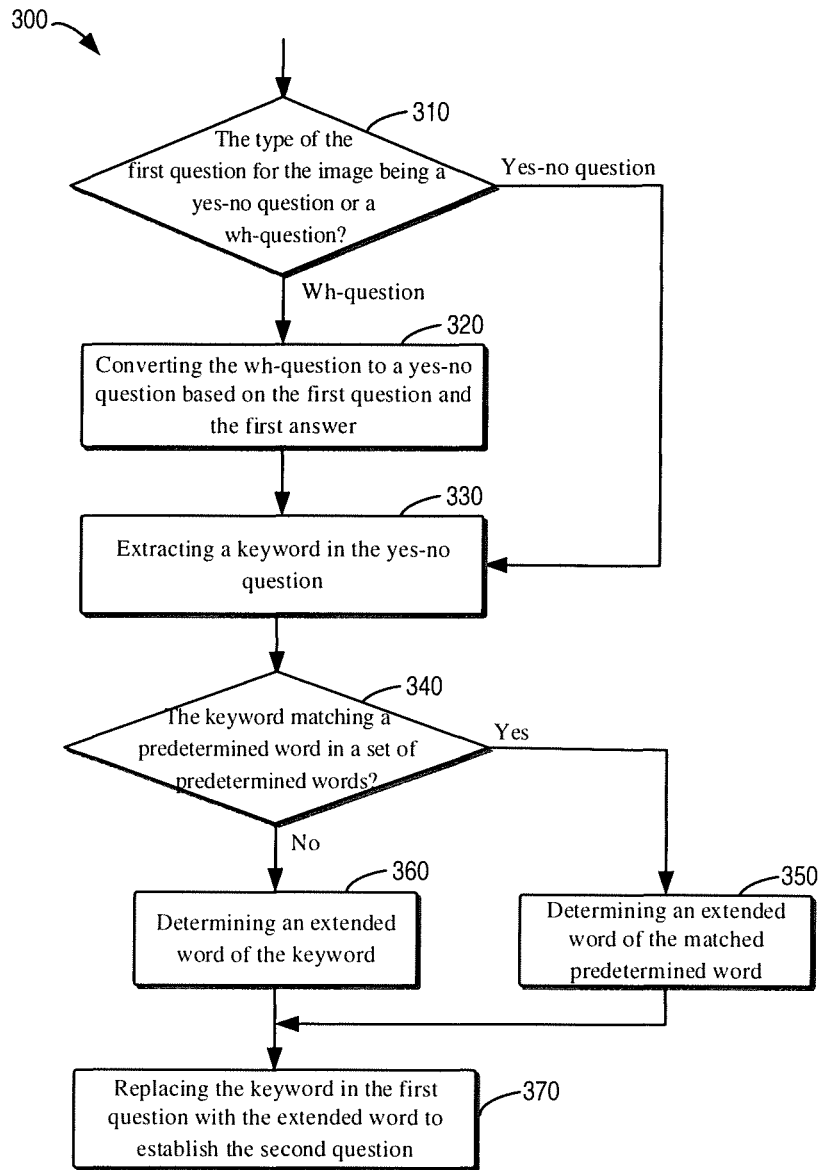 300
310
The type of the
first question for the image being a
yes-no question or a
wh-question?
Yes-no question
Wh-question
320
Converting the wh-question to a yes-no
question based on the first question and
the first answer
330
Extracting a keyword in the yes-no
question
340
The keyword matching a
predetermined word in a set of
predetermined words?
Yes
No
360
Determining an extended
word of the keyword
350
Determining an extended
word of the matched
predetermined word
Replacing the keyword in the first
question with the extended word to
establish the second question
370